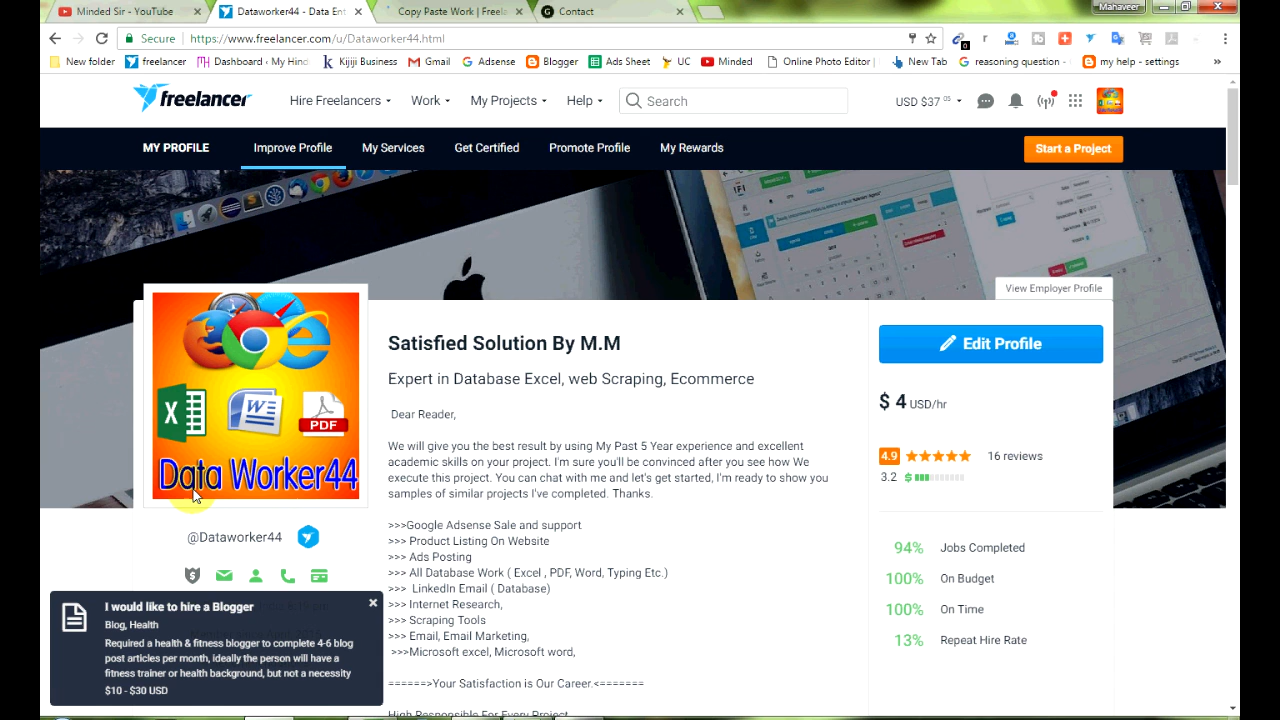 Minded Sir - YouTube
Dataworker44 - Data Ent
Copy Paste Work | Freela
Contact
Mahaveer
Secure
https://www.freelancer.com/u/Dataworker44.html
New folder
freelancer
Dashboard ‹ My Hind
Kijiji Business
Gmail
Adsense
Blogger
Ads Sheet
UC
Minded
Online Photo Editor |
New Tab
reasoning question -
my help - settings
freelancer
Hire Freelancers
Work
My Projects
Help
Search
USD $37 05
MY PROFILE
Improve Profile
My Services
Get Certified
Promote Profile
My Rewards
Start a Project
View Employer Profile
PDF
Data Worker44
@Dataworker44
Satisfied Solution By M.M
Expert in Database Excel, web Scraping, Ecommerce
Dear Reader,
We will give you the best result by using My Past 5 Year experience and excellent
academic skills on your project. I'm sure you'll be convinced after you see how We
execute this project. You can chat with me and let's get started, I'm ready to show you
samples of similar projects I've completed. Thanks.
>>>Google Adsense Sale and support
>>> Product Listing On Website
>>> Ads Posting
>>> All Database Work ( Excel , PDF, Word, Typing Etc.)
>>> LinkedIn Email ( Database)
>>> Internet Research,
>>> Scraping Tools
>>> Email, Email Marketing,
>>>Microsoft excel, Microsoft word,
======>Your Satisfaction is Our Career.<=======
High Responsible For Every Project
Edit Profile
$ 4 USD/hr
4.9 16 reviews
3.2
94% Jobs Completed
100% On Budget
100% On Time
13% Repeat Hire Rate
I would like to hire a Blogger
Blog, Health
Required a health & fitness blogger to complete 4-6 blog
post articles per month, ideally the person will have a
fitness trainer or health background, but not a necessity
$10 - $30 USD